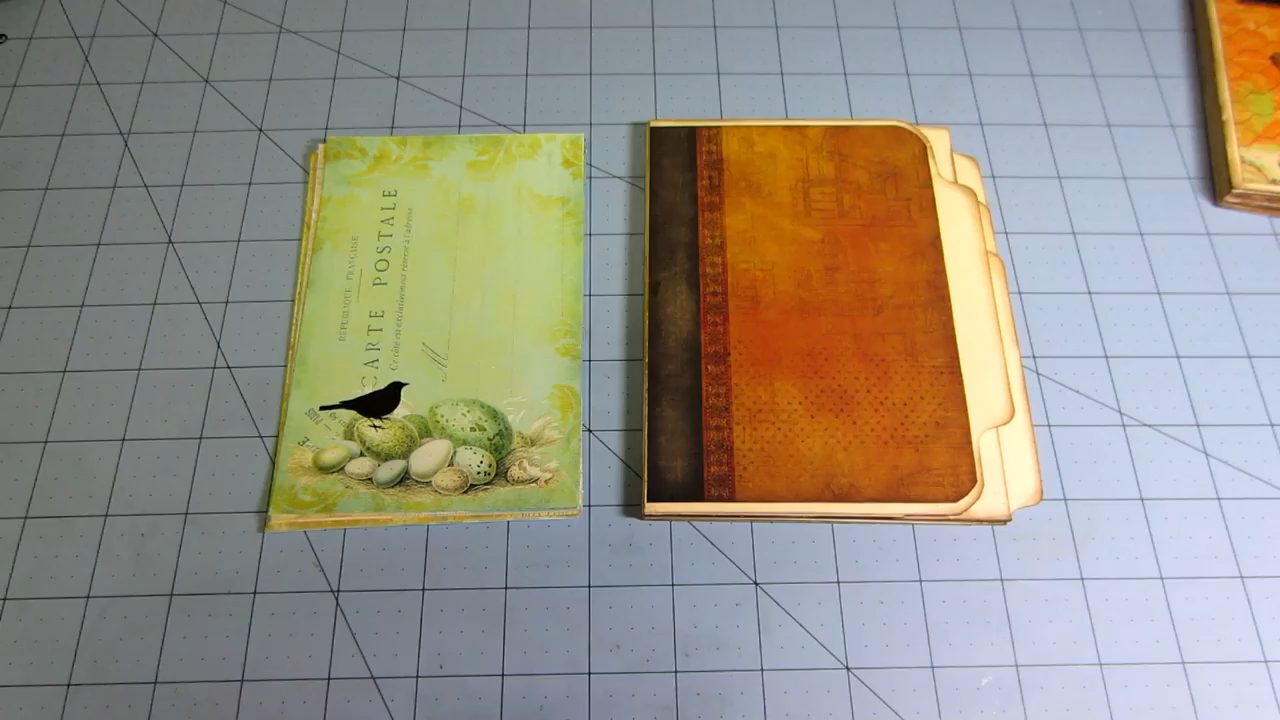 REPUBLIQUE FRANÇAISE
CARTE POSTALE
Ce côté est exclusivement réservé à l'adresse
M